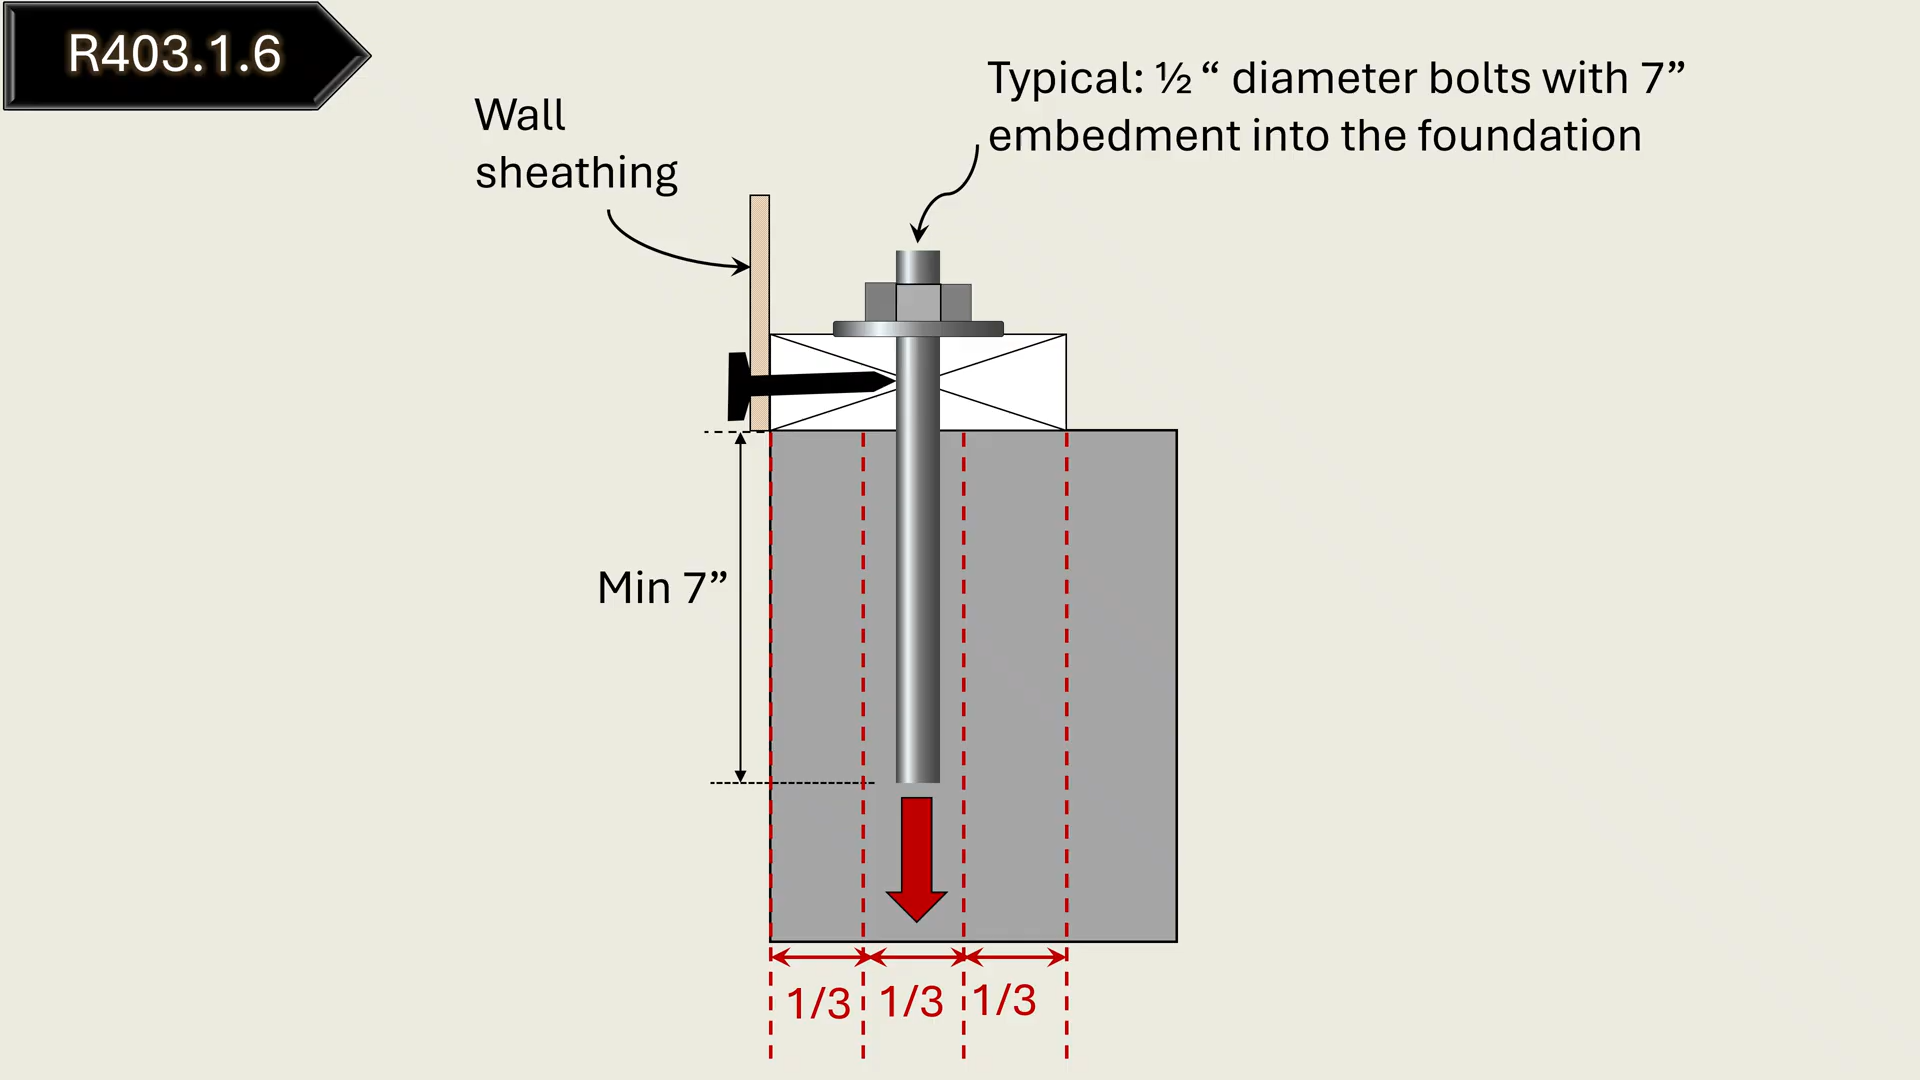 R403.1.6
Typical: ½ “ diameter bolts with 7”
embedment into the foundation
Wall
sheathing
Min 7”
1/3 1/3 1/3